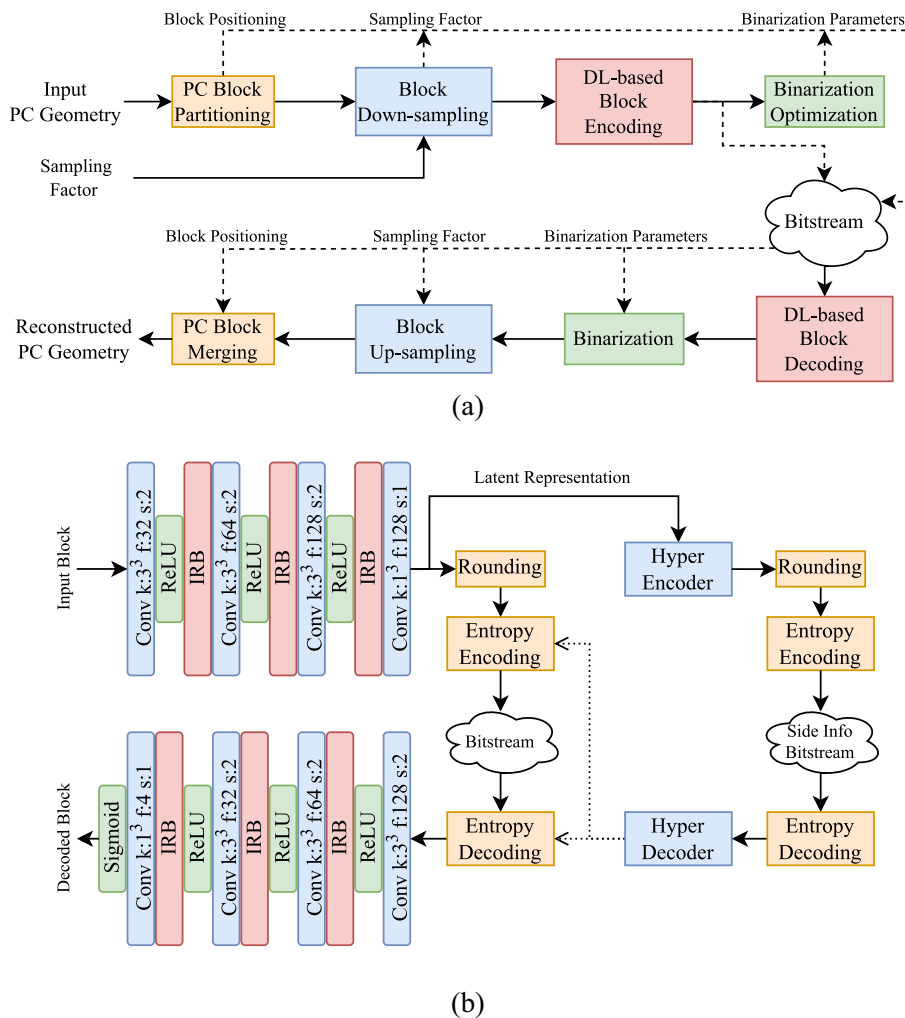 Block Positioning
Sampling Factor
Binarization Parameters
Input
PC Geometry
PC Block
Partitioning
Block
Down-sampling
DL-based
Block
Encoding
Binarization
Optimization
Sampling
Factor
Bitstream
Block Positioning
Sampling Factor
Binarization Parameters
Reconstructed
PC Geometry
PC Block
Merging
Block
Up-sampling
Binarization
DL-based
Block
Decoding
(a)
Input Block
Conv k:3³ f:32 s:2
ReLU
IRB
Conv k:3³ f:64 s:2
ReLU
IRB
Conv k:3³ f:128 s:2
ReLU
IRB
Conv k:1³ f:128 s:1
Latent Representation
Rounding
Hyper
Encoder
Rounding
Entropy
Encoding
Entropy
Encoding
Bitstream
Side Info
Bitstream
Decoded Block
Sigmoid
Conv k:1³ f:4 s:1
IRB
ReLU
Conv k:3³ f:32 s:2
IRB
ReLU
Conv k:3³ f64 s:2
IRB
ReLU
Conv k:3³ f:128 s:2
Entropy
Decoding
Hyper
Decoder
Entropy
Decoding
(b)